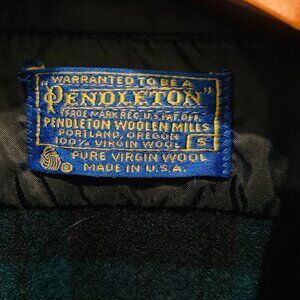 WARRANTED TO BE A
"PENDLETON"
TRADE MARK REG. U.S. PAT. OFF.
PENDLETON WOOLEN MILLS
PORTLAND, OREGON
100% VIRGIN WOOL S
PURE VIRGIN WOOL
® MADE IN U.S.A.